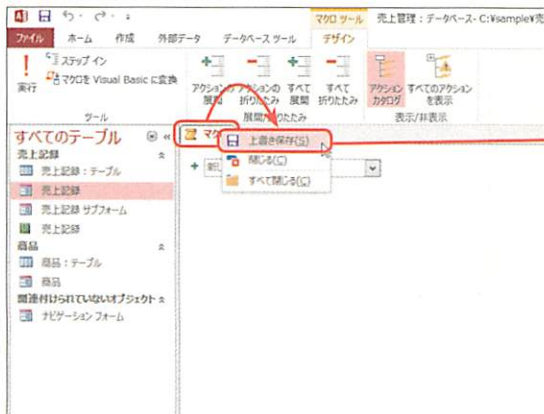 マクロ ツール
売上管理 : データベース- C:¥sample¥売
ファイル ホーム 作成 外部データ データベース ツール デザイン
実行
ステップ イン
マクロを Visual Basic に変換
アクションの展開 アクションの折りたたみ すべて展開 すべて折りたたみ
アクションカタログ すべてのアクションを表示
ツール 展開/折りたたみ 表示/非表示
すべてのテーブル «
売上記録
売上記録 : テーブル
売上記録
売上記録 サブフォーム
売上記録
商品
商品 : テーブル
商品
関連付けられていないオブジェクト
ナビゲーション フォーム
マク
上書き保存(S)
閉じる(C)
すべて閉じる(C)